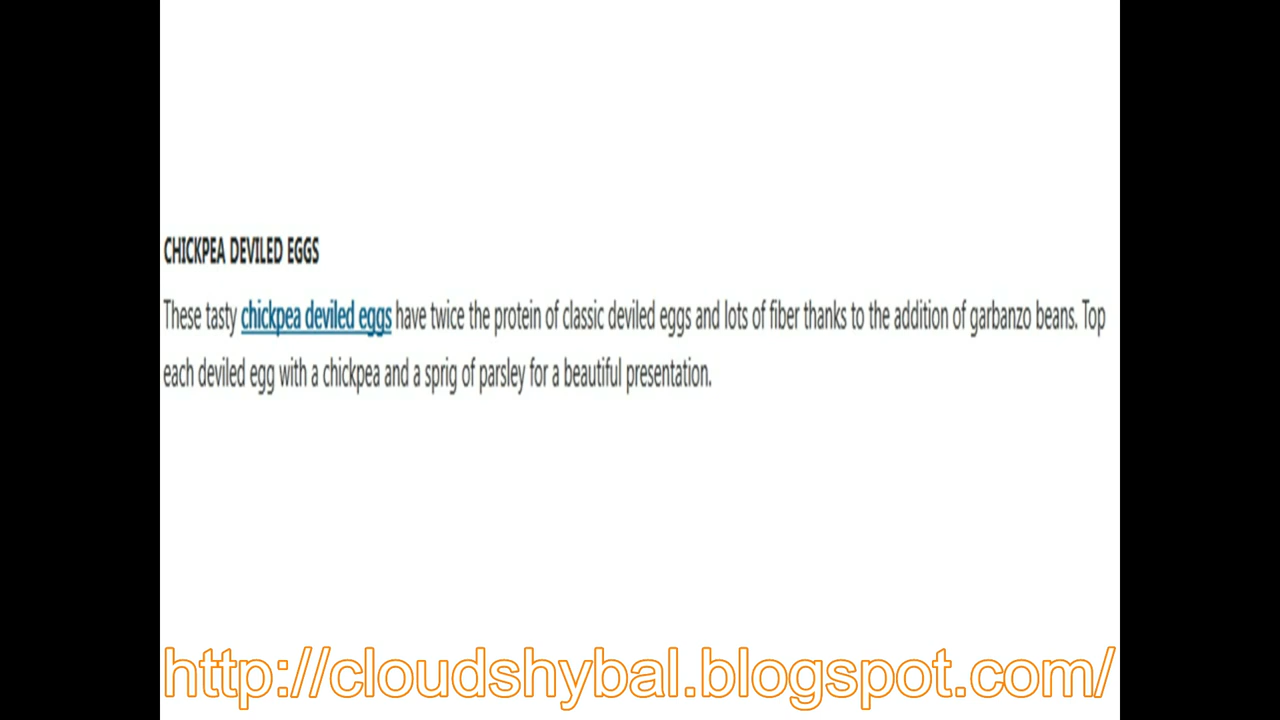 CHICKPEA DEVILED EGGS
These tasty chickpea deviled eggs have twice the protein of classic deviled eggs and lots of fiber thanks to the addition of garbanzo beans. Top
each deviled egg with a chickpea and a sprig of parsley for a beautiful presentation.
http://cloudshybal.blogspot.com/